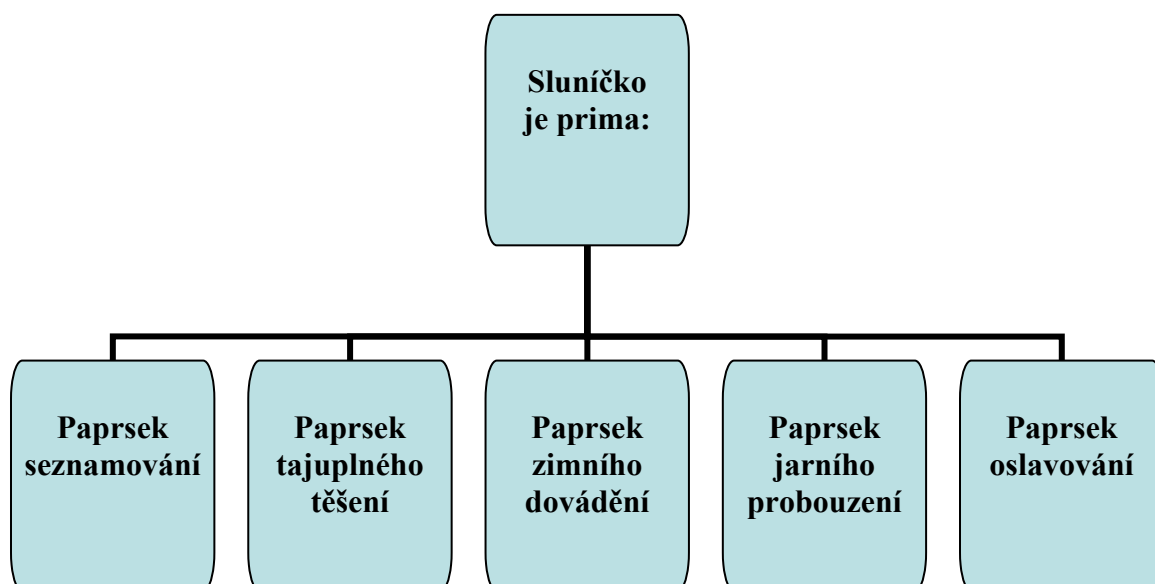 Sluníčko
je prima:
Paprsek
seznamování
Paprsek
tajuplného
těšení
Paprsek
zimního
dovádění
Paprsek
jarního
probouzení
Paprsek
oslavování